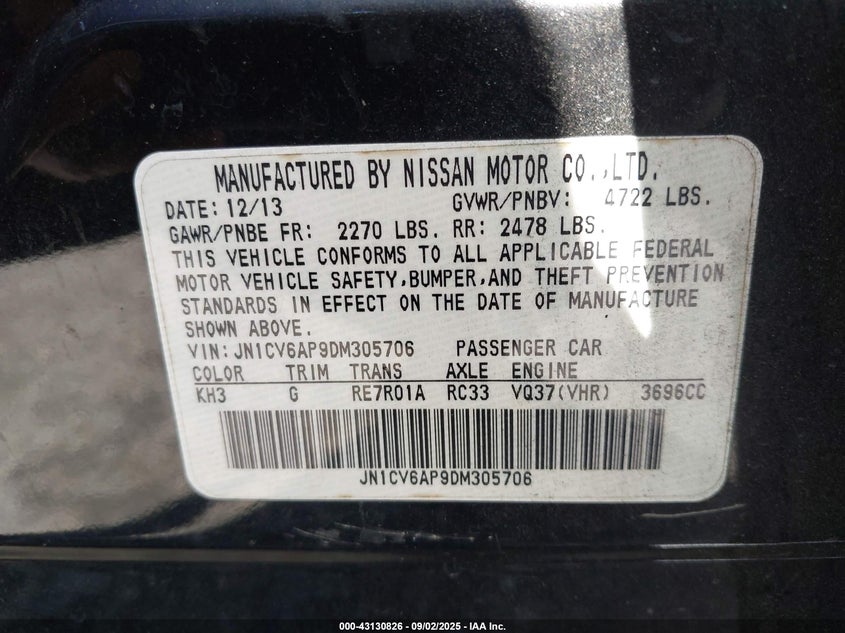 MANUFACTURED BY NISSAN MOTOR CO.,LTD.
DATE: 12/13 GVWR/PNBV: 4722 LBS.
GAWR/PNBE FR: 2270 LBS. RR: 2478 LBS.
THIS VEHICLE CONFORMS TO ALL APPLICABLE FEDERAL
MOTOR VEHICLE SAFETY,BUMPER,AND THEFT PREVENTION
STANDARDS IN EFFECT ON THE DATE OF MANUFACTURE
SHOWN ABOVE.
VIN: JN1CV6AP9DM305706 PASSENGER CAR
COLOR TRIM TRANS AXLE ENGINE
KH3 G RE7R01A RC33 VQ37(VHR) 3696CC
JN1CV6AP9DM305706
000-43130826 - 09/02/2025 - IAA Inc.